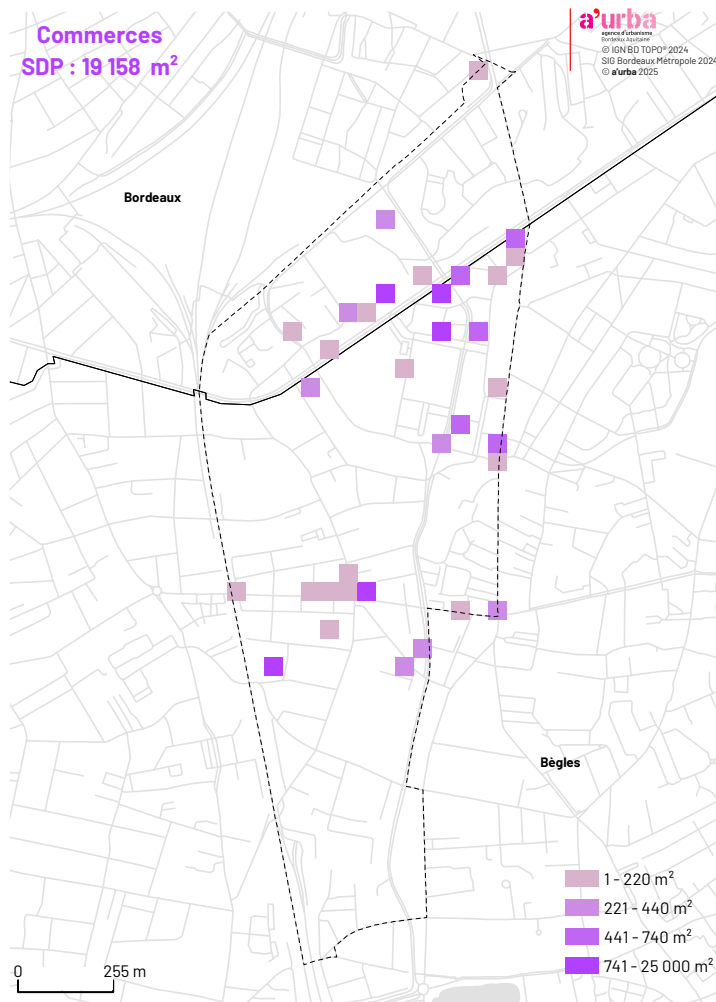 Commerces
SDP : 19 158 m²
a'urba
agence d'urbanisme
Bordeaux Aquitaine
© IGN BD TOPO® 2024
SIG Bordeaux Métropole 2024
© a'urba 2025
Bordeaux
Bègles
1 - 220 m²
221 - 440 m²
441 - 740 m²
741 - 25 000 m²
0 255 m